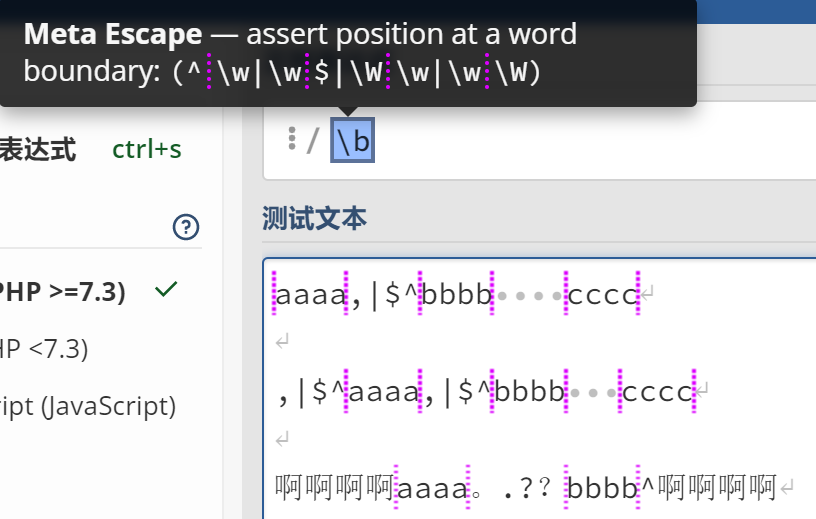 Meta Escape — assert position at a word
boundary: (^\w|\w$|\W\w|\w\W)
表达式 ctrl+s
/ \b
测试文本
PHP >=7.3)
aaaa,|$^bbbb····cccc↵
↵
HP <7.3)
,|$^aaaa,|$^bbbb···cccc↵
ript (JavaScript)
↵
啊啊啊啊aaaa。.?? bbbb^啊啊啊啊↵